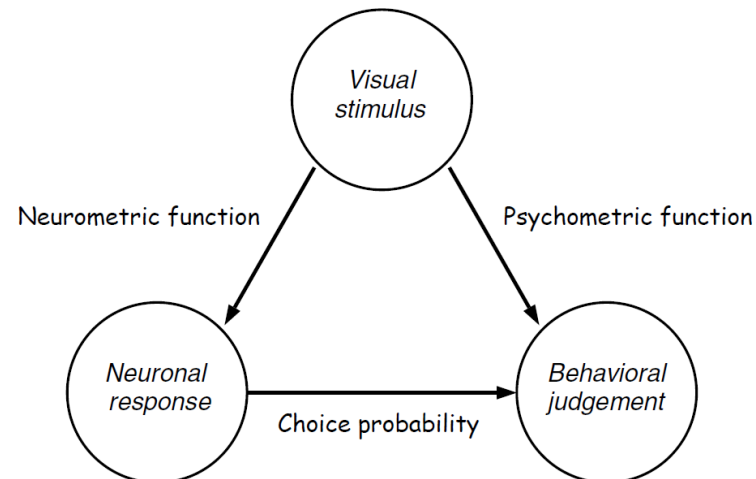 Visual
stimulus
Neurometric function
Psychometric function
Neuronal
response
Behavioral
judgement
Choice probability